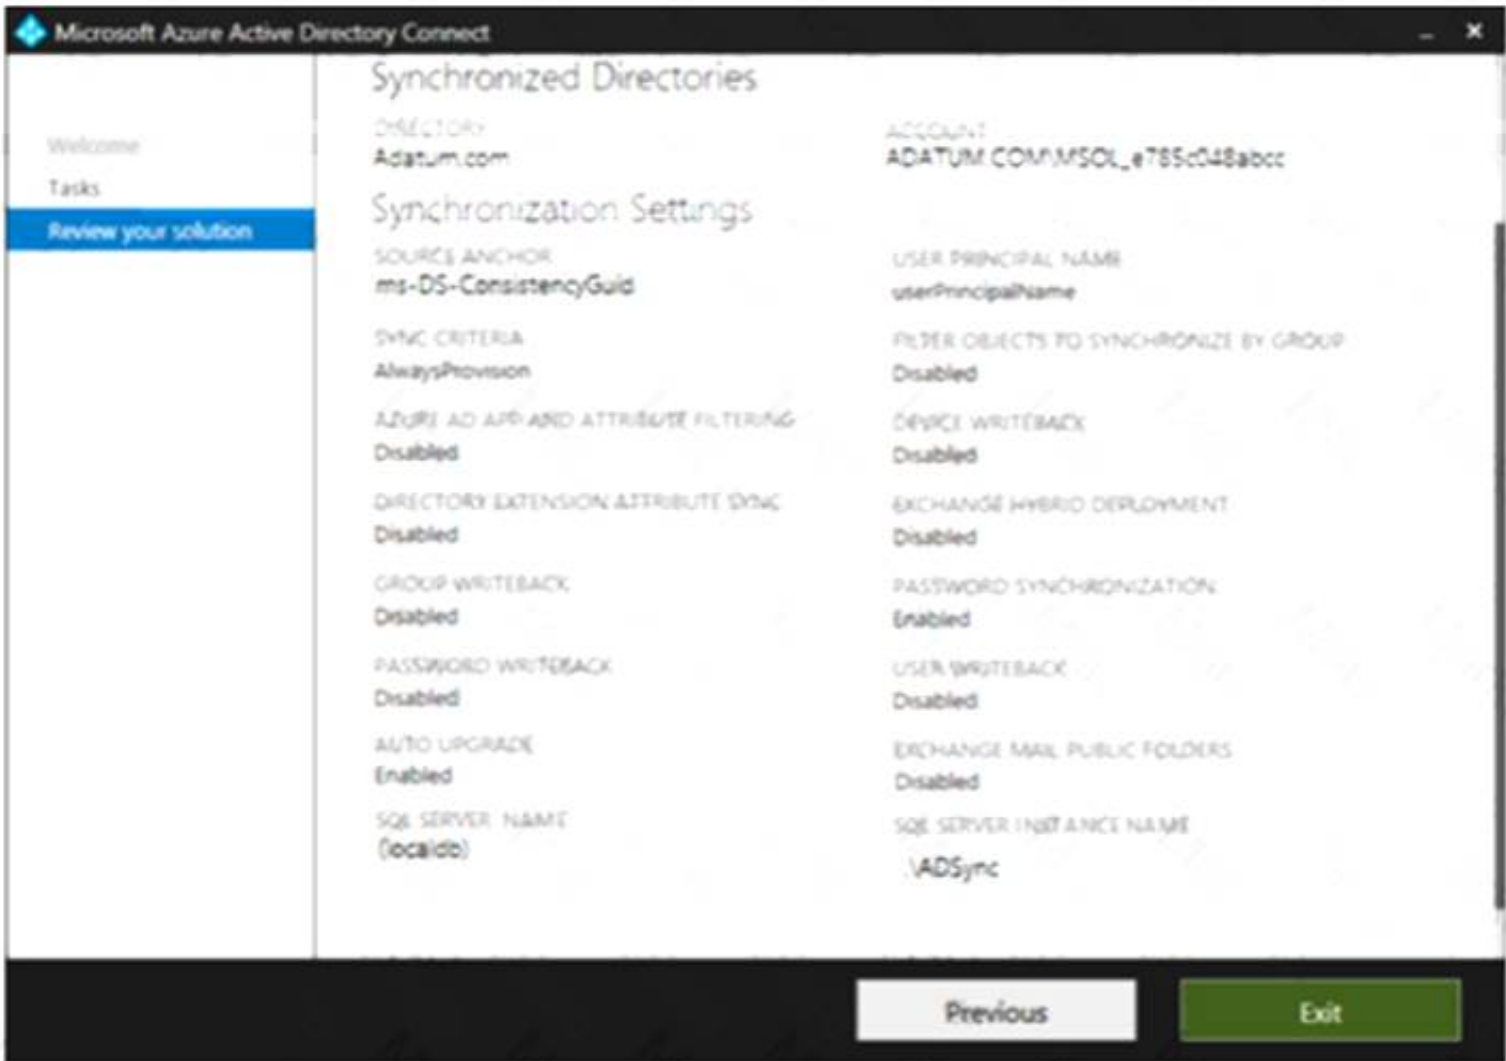 Microsoft Azure Active Directory Connect
Welcome
Tasks
Review your solution
Synchronized Directories
DIRECTORY
Adatum.com
ACCOUNT
ADATUM.COM\MSOL_e785c048abcc
Synchronization Settings
SOURCE ANCHOR
ms-DS-ConsistencyGuid
USER PRINCIPAL NAME
userPrincipalName
SYNC CRITERIA
AlwaysProvision
FILTER OBJECTS TO SYNCHRONIZE BY GROUP
Disabled
AZURE AD APP AND ATTRIBUTE FILTERING
Disabled
DEVICE WRITEBACK
Disabled
DIRECTORY EXTENSION ATTRIBUTE SYNC
Disabled
EXCHANGE HYBRID DEPLOYMENT
Disabled
GROUP WRITEBACK
Disabled
PASSWORD SYNCHRONIZATION
Enabled
PASSWORD WRITEBACK
Disabled
USER WRITEBACK
Disabled
AUTO UPGRADE
Enabled
EXCHANGE MAIL PUBLIC FOLDERS
Disabled
SQL SERVER NAME
(localdb)
SQL SERVER INSTANCE NAME
.\ADSync
Previous
Exit